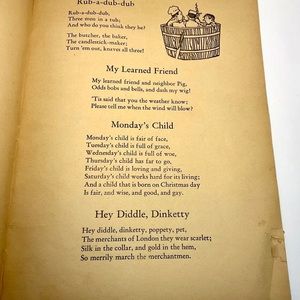 Rub-a-dub-dub
Rub-a-dub-dub,
Three men in a tub;
And who do you think they be?
The butcher, the baker,
The candlestick-maker;
Turn 'em out, knaves all three!
My Learned Friend
My learned friend and neighbor Pig,
Odds bobs and bells, and dash my wig!
'Tis said that you the weather know;
Please tell me when the wind will blow?
Monday's Child
Monday's child is fair of face,
Tuesday's child is full of grace,
Wednesday's child is full of woe,
Thursday's child has far to go,
Friday's child is loving and giving,
Saturday's child works hard for its living;
And a child that is born on Christmas day
Is fair, and wise, and good, and gay.
Hey Diddle, Dinketty
Hey diddle, dinketty, poppety, pet,
The merchants of London they wear scarlet;
Silk in the collar, and gold in the hem,
So merrily march the merchantmen.